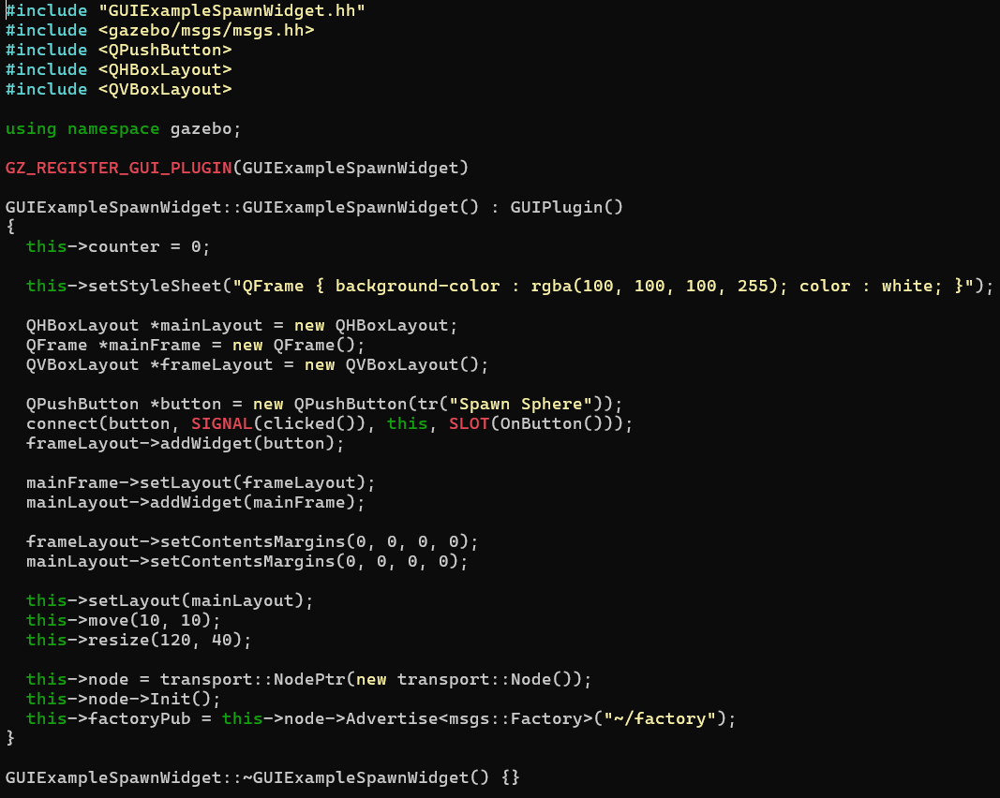 #include "GUIExampleSpawnWidget.hh"
#include <gazebo/msgs/msgs.hh>
#include <QPushButton>
#include <QHBoxLayout>
#include <QVBoxLayout>

using namespace gazebo;

GZ_REGISTER_GUI_PLUGIN(GUIExampleSpawnWidget)

GUIExampleSpawnWidget::GUIExampleSpawnWidget() : GUIPlugin()
{
  this->counter = 0;

  this->setStyleSheet("QFrame { background-color : rgba(100, 100, 100, 255); color : white; }");

  QHBoxLayout *mainLayout = new QHBoxLayout;
  QFrame *mainFrame = new QFrame();
  QVBoxLayout *frameLayout = new QVBoxLayout();

  QPushButton *button = new QPushButton(tr("Spawn Sphere"));
  connect(button, SIGNAL(clicked()), this, SLOT(OnButton()));
  frameLayout->addWidget(button);

  mainFrame->setLayout(frameLayout);
  mainLayout->addWidget(mainFrame);

  frameLayout->setContentsMargins(0, 0, 0, 0);
  mainLayout->setContentsMargins(0, 0, 0, 0);

  this->setLayout(mainLayout);
  this->move(10, 10);
  this->resize(120, 40);

  this->node = transport::NodePtr(new transport::Node());
  this->node->Init();
  this->factoryPub = this->node->Advertise<msgs::Factory>("~/factory");
}

GUIExampleSpawnWidget::~GUIExampleSpawnWidget() {}